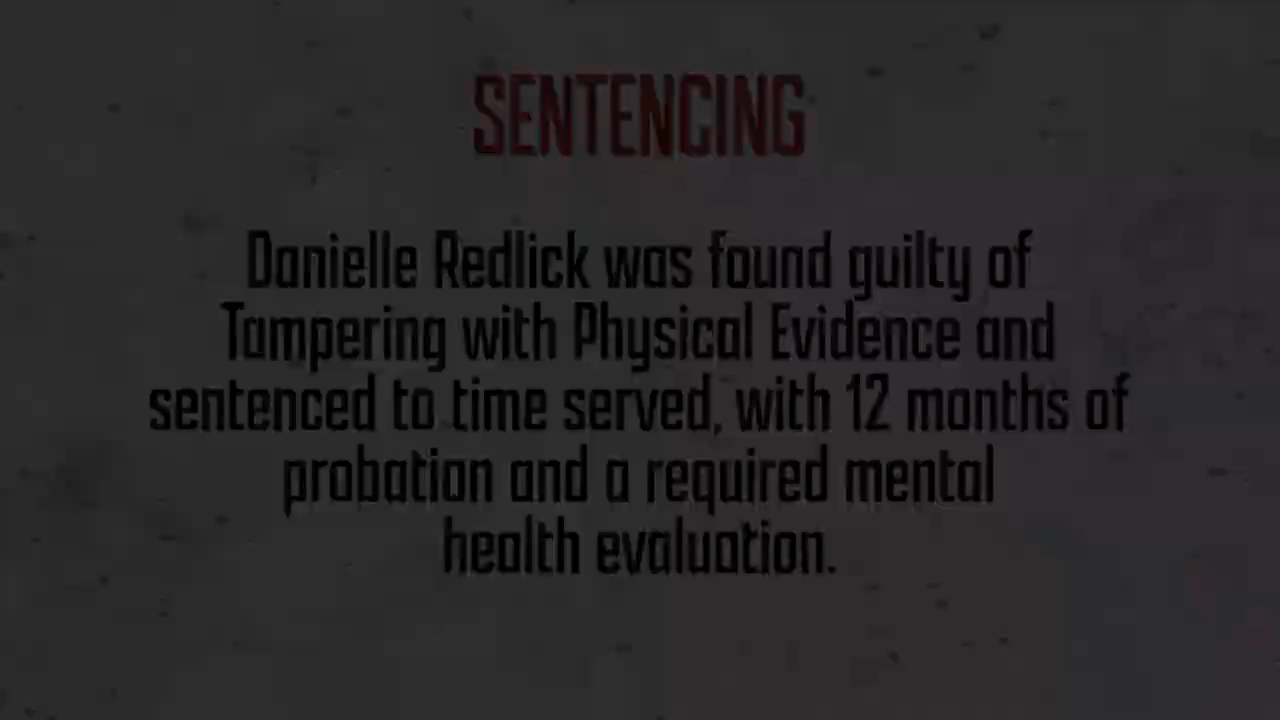 SENTENCING
Danielle Redlick was found guilty of
Tampering with Physical Evidence and
sentenced to time served, with 12 months of
probation and a required mental
health evaluation.